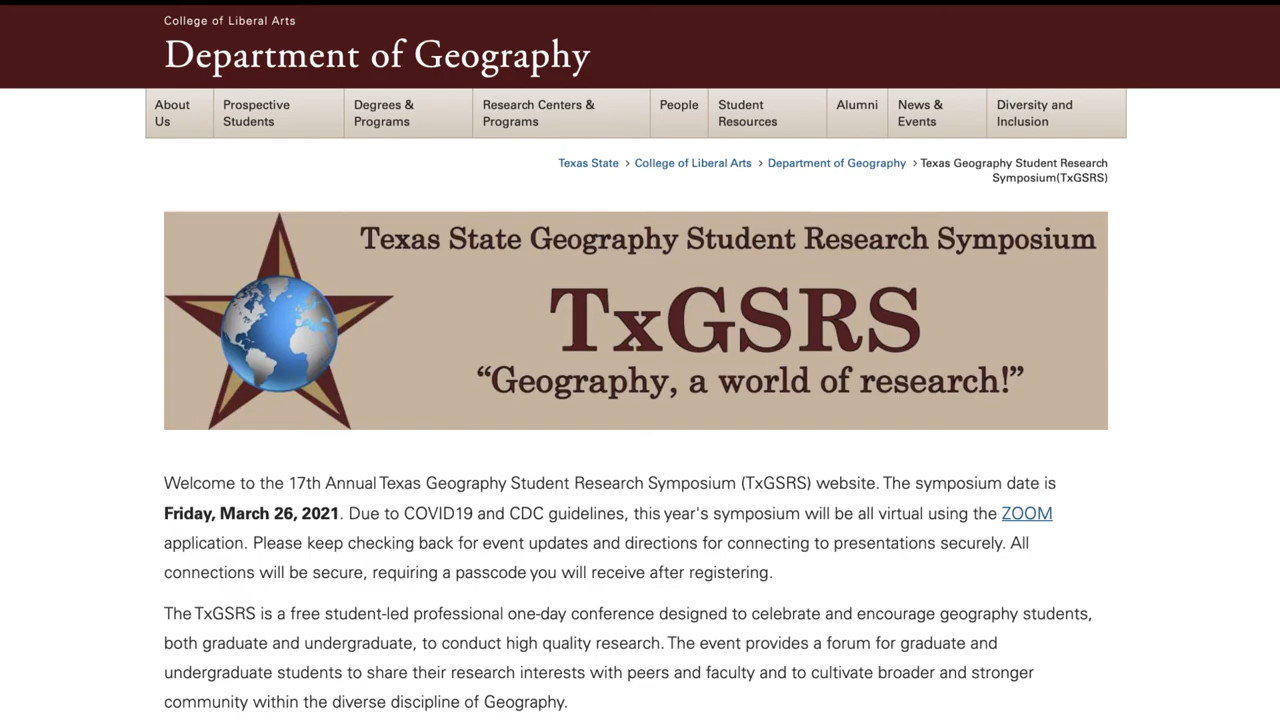 College of Liberal Arts
Department of Geography
About Us
Prospective Students
Degrees & Programs
Research Centers & Programs
People
Student Resources
Alumni
News & Events
Diversity and Inclusion
Texas State > College of Liberal Arts > Department of Geography > Texas Geography Student Research
Symposium(TxGSRS)
Texas State Geography Student Research Symposium
TxGSRS
“Geography, a world of research!”
Welcome to the 17th Annual Texas Geography Student Research Symposium (TxGSRS) website. The symposium date is
Friday, March 26, 2021. Due to COVID19 and CDC guidelines, this year's symposium will be all virtual using the ZOOM
application. Please keep checking back for event updates and directions for connecting to presentations securely. All
connections will be secure, requiring a passcode you will receive after registering.
The TxGSRS is a free student-led professional one-day conference designed to celebrate and encourage geography students,
both graduate and undergraduate, to conduct high quality research. The event provides a forum for graduate and
undergraduate students to share their research interests with peers and faculty and to cultivate broader and stronger
community within the diverse discipline of Geography.